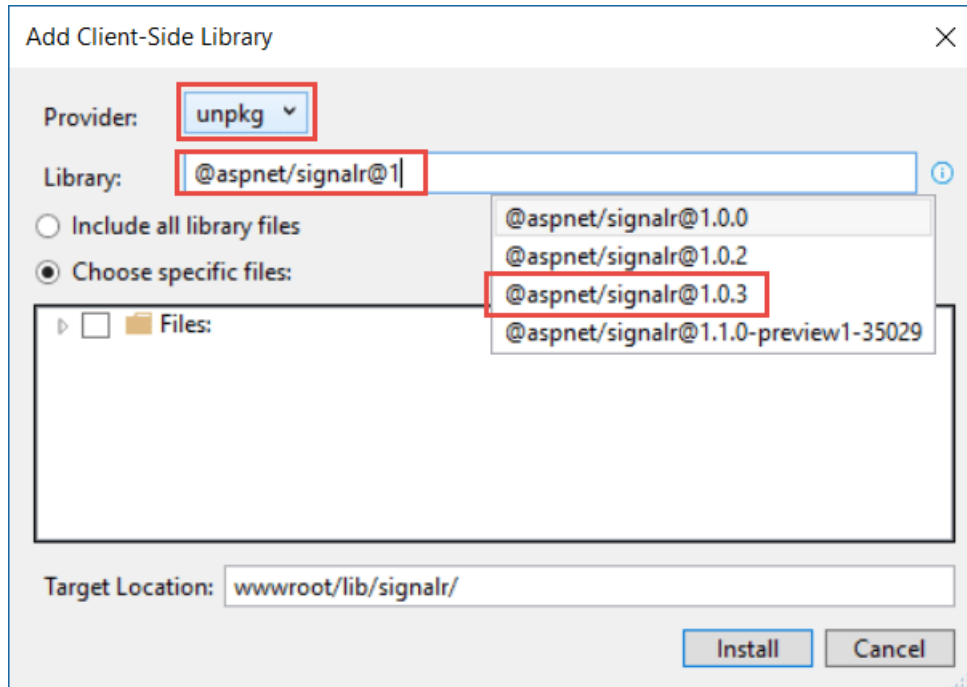 Add Client-Side Library
Provider: unpkg
Library: @aspnet/signalr@1
@aspnet/signalr@1.0.0
@aspnet/signalr@1.0.2
@aspnet/signalr@1.0.3
@aspnet/signalr@1.1.0-preview1-35029
Include all library files
Choose specific files:
Files:
Target Location: wwwroot/lib/signalr/
Install Cancel